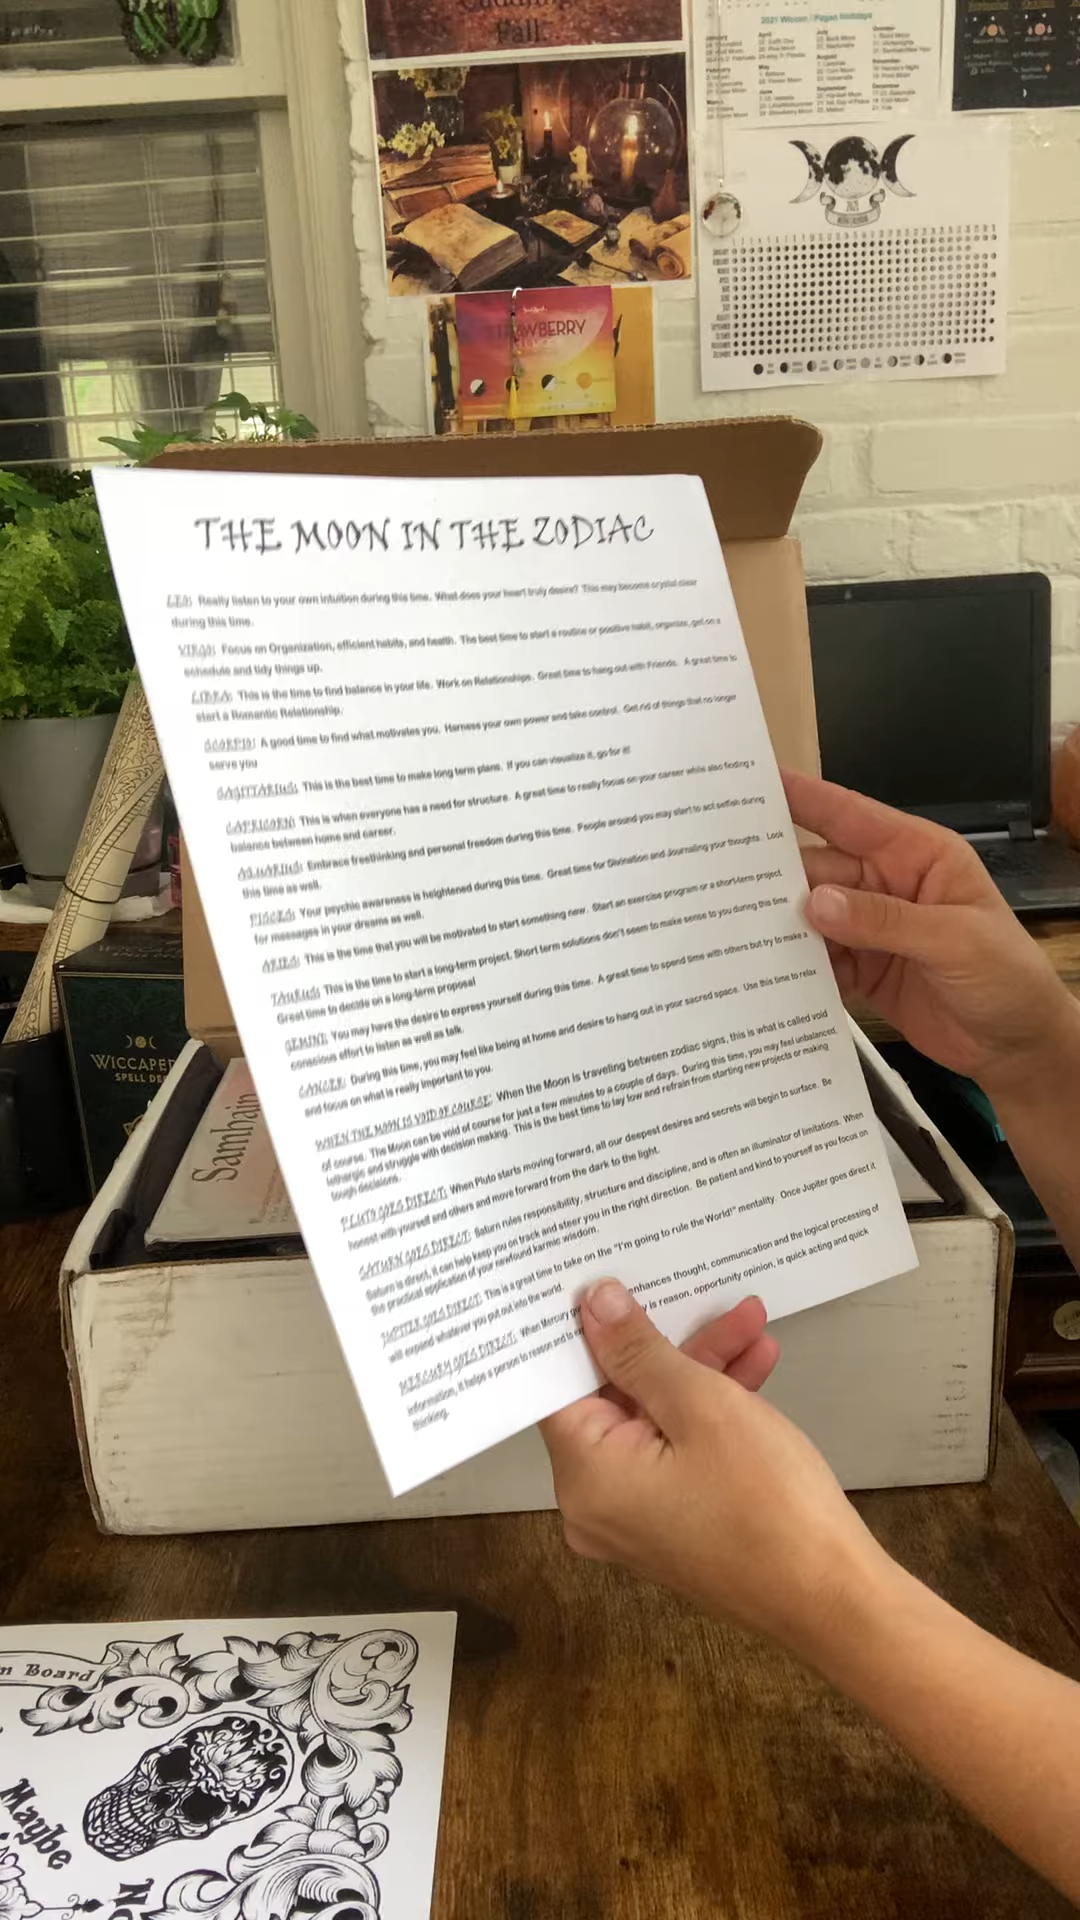 Cuddling
Fall.
2021 Wiccan / Pagan Holidays
January
April
July
October
February
May
August
November
March
June
September
December
STRAWBERRY
THE MOON IN THE ZODIAC
LEO: Really listen to your own intuition during this time. What does your heart truly desire? This may become crystal clear
during this time.
VIRGO: Focus on Organization, efficient habits, and health. The best time to start a routine or positive habit, organize, get on a
schedule and tidy things up.
LIBRA: This is the time to find balance in your life. Work on Relationships. Great time to hang out with Friends. A great time to
start a Romantic Relationship.
SCORPIO: A good time to find what motivates you. Harness your own power and take control. Get rid of things that no longer
serve you
SAGITTARIUS: This is the best time to make long term plans. If you can visualize it, go for it!
CAPRICORN: This is when everyone has a need for structure. A great time to really focus on your career while also finding a
balance between home and career.
AQUARIUS: Embrace freethinking and personal freedom during this time. People around you may start to act selfish during
this time as well.
PISCES: Your psychic awareness is heightened during this time. Great time for Divination and Journaling your thoughts. Look
for messages in your dreams as well.
ARIES: This is the time that you will be motivated to start something new. Start an exercise program or a short-term project.
TAURUS: This is the time to start a long-term project. Short term solutions don't seem to make sense to you during this time.
Great time to decide on a long-term proposal
GEMINI: You may have the desire to express yourself during this time. A great time to spend time with others but try to make a
conscious effort to listen as well as talk.
CANCER: During this time, you may feel like being at home and desire to hang out in your sacred space. Use this time to relax
and focus on what is really important to you.
WHEN THE MOON IS VOID OF COURSE: When the Moon is traveling between zodiac signs, this is what is called void
of course. The Moon can be void of course for just a few minutes to a couple of days. During this time, you may feel unbalanced,
lethargic and struggle with decision making. This is the best time to lay low and refrain from starting new projects or making
tough decisions.
PLUTO GOES DIRECT: When Pluto starts moving forward, all our deepest desires and secrets will begin to surface. Be
honest with yourself and others and move forward from the dark to the light.
SATURN GOES DIRECT: Saturn rules responsibility, structure and discipline, and is often an illuminator of limitations. When
Saturn is direct, it can help keep you on track and steer you in the right direction. Be patient and kind to yourself as you focus on
the practical application of your newfound karmic wisdom.
JUPITER GOES DIRECT: This is a great time to take on the "I'm going to rule the World!" mentality. Once Jupiter goes direct it
will expand whatever you put out into the world.
MERCURY GOES DIRECT: When Mercury enhances thought, communication and the logical processing of
information, it helps a person to reason and to is reason, opportunity opinion, is quick acting and quick
thinking.
Samhain
WICCAPE
SPELL DE
n Board
Maybe